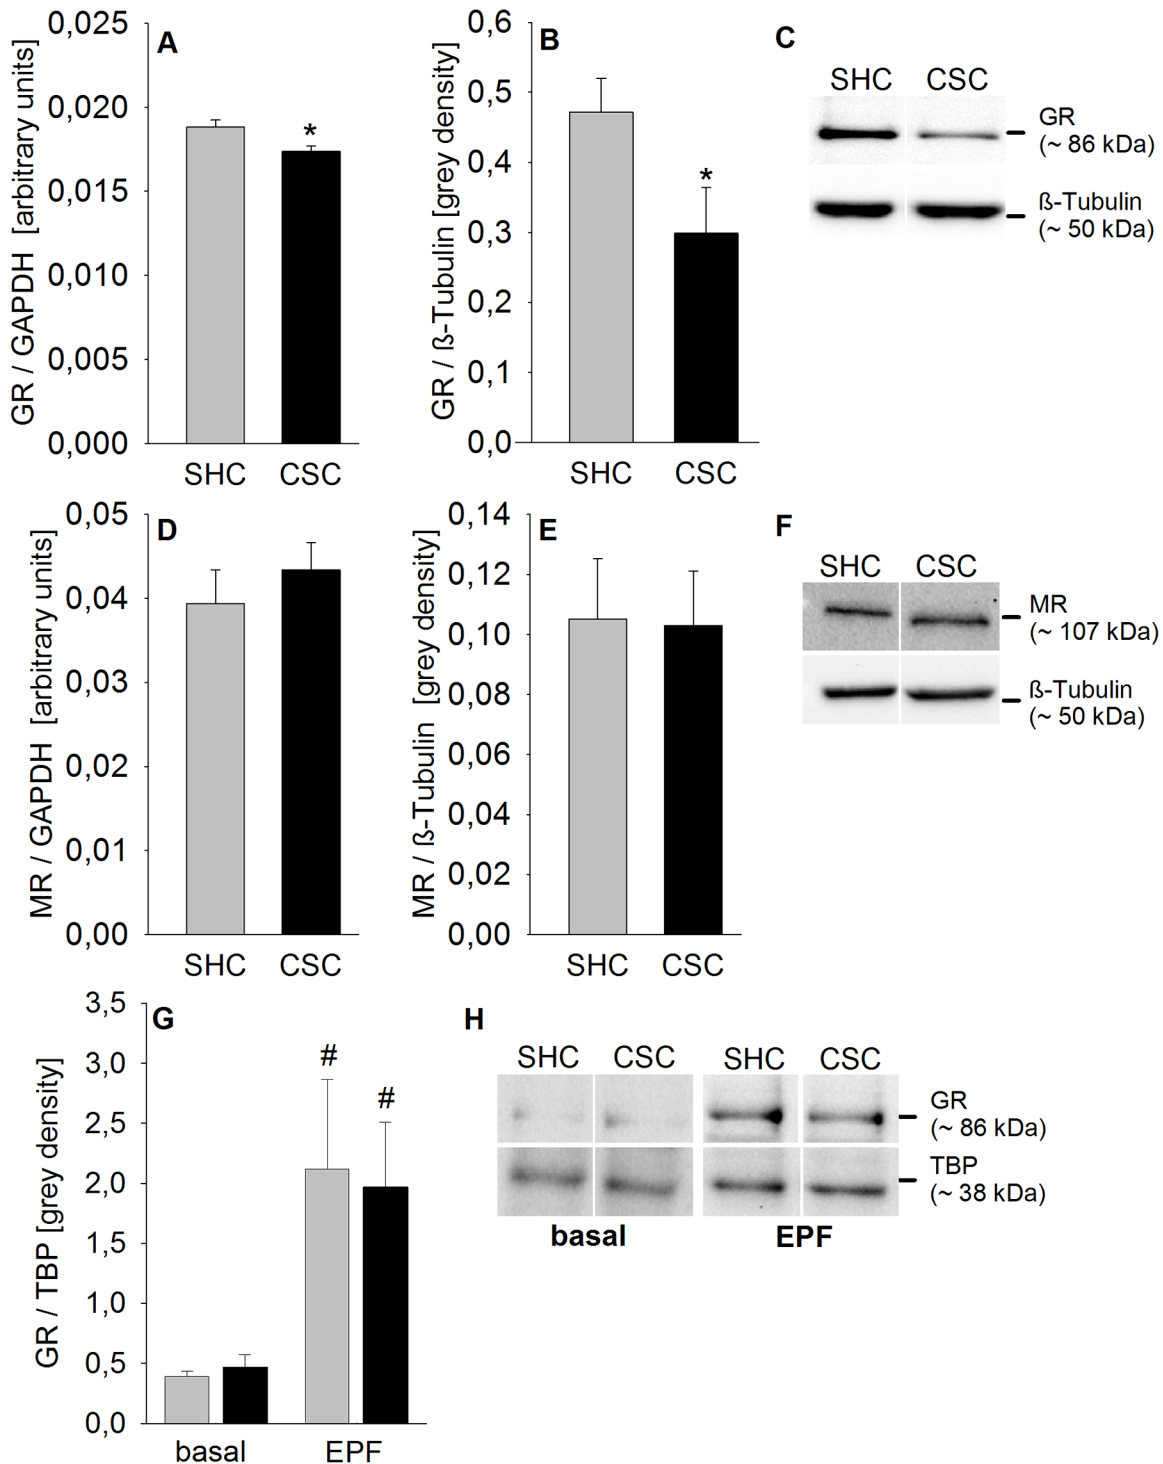 A
GR / GAPDH [arbitrary units]
0,025
0,020
0,015
0,010
0,005
0,000
*
SHC CSC
B
GR / ß-Tubulin [grey density]
0,6
0,5
0,4
0,3
0,2
0,1
0,0
*
SHC CSC
C
SHC CSC
GR
(~ 86 kDa)
ß-Tubulin
(~ 50 kDa)
D
MR / GAPDH [arbitrary units]
0,05
0,04
0,03
0,02
0,01
0,00
SHC CSC
E
MR / ß-Tubulin [grey density]
0,14
0,12
0,10
0,08
0,06
0,04
0,02
0,00
SHC CSC
F
SHC CSC
MR
(~ 107 kDa)
ß-Tubulin
(~ 50 kDa)
G
GR / TBP [grey density]
3,5
3,0
2,5
2,0
1,5
1,0
0,5
0,0
#
#
basal EPF
H
SHC CSC SHC CSC
GR
(~ 86 kDa)
TBP
(~ 38 kDa)
basal EPF